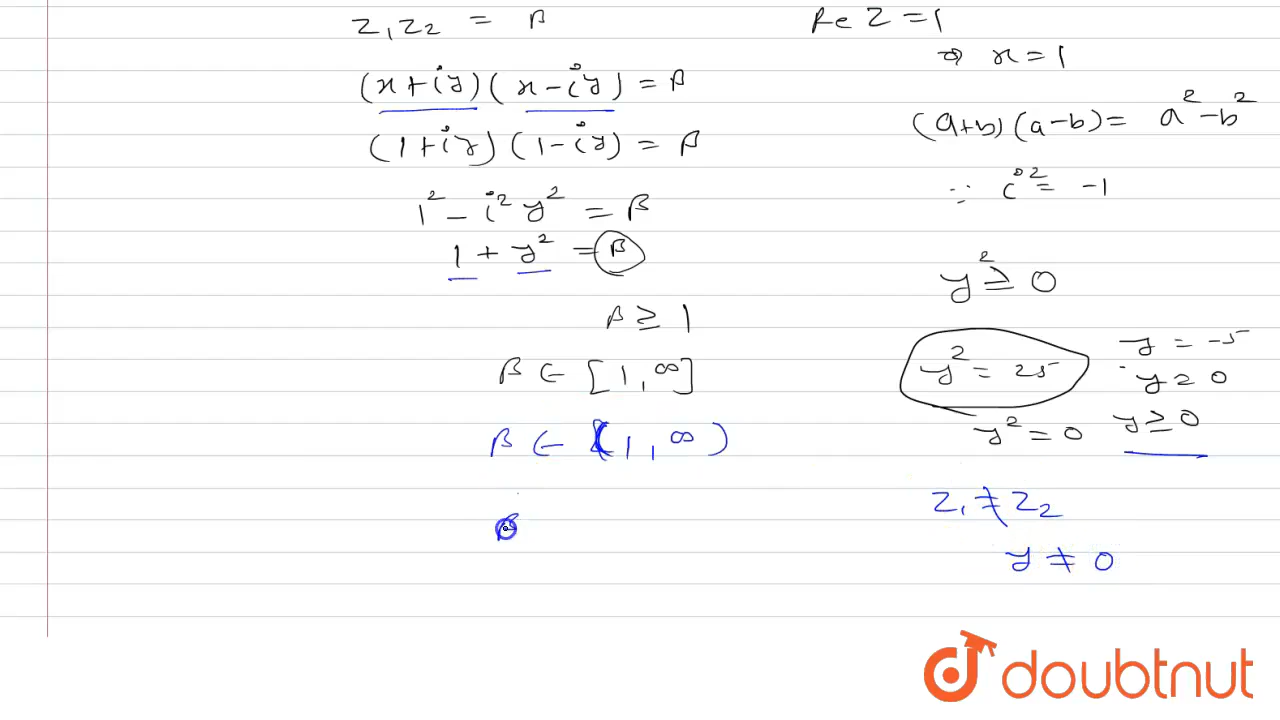 z₁z₂ = β
Re z = 1
⇒ x = 1
(x+iy)(x-iy) = β
(a+b)(a-b) = a²-b²
(1+iy)(1-iy) = β
∵ i² = -1
1² - i²y² = β
1 + y² = β
y² ≥ 0
β ≥ 1
y = -5
β ∈ [1, ∞]
y² = 25
y = 0
y ≥ 0
y² = 0
β ∈ (1, ∞)
z₁ ≠ z₂
β
y ≠ 0
doubtnut